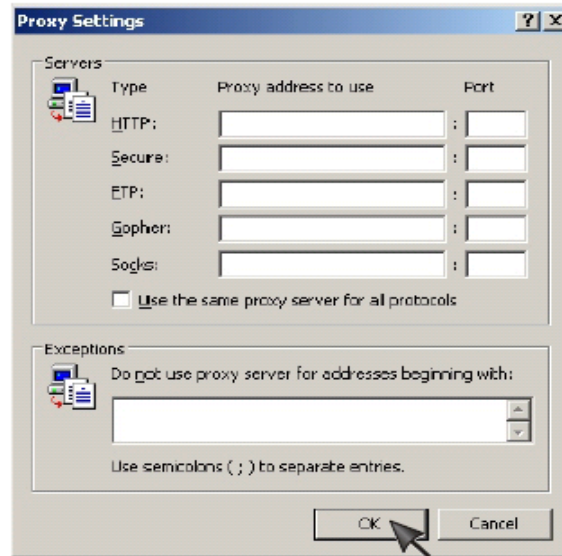 Proxy Settings
Servers
Type Proxy address to use Port
HTTP: :
Secure: :
FTP: :
Gopher: :
Socks: :
Use the same proxy server for all protocols
Exceptions
Do not use proxy server for addresses beginning with:
Use semicolons ( ; ) to separate entries.
OK Cancel